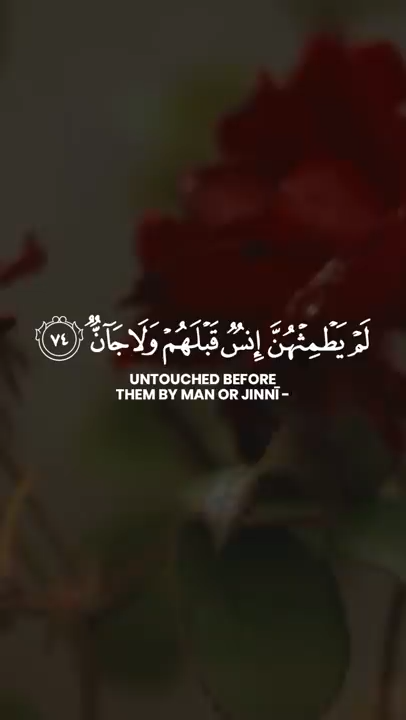 لَمْ يَطْمِثْهُنَّ إِنسٌ قَبْلَهُمْ وَلَا جَآنٌّ ٧٤
UNTOUCHED BEFORE
THEM BY MAN OR JINNĪ -